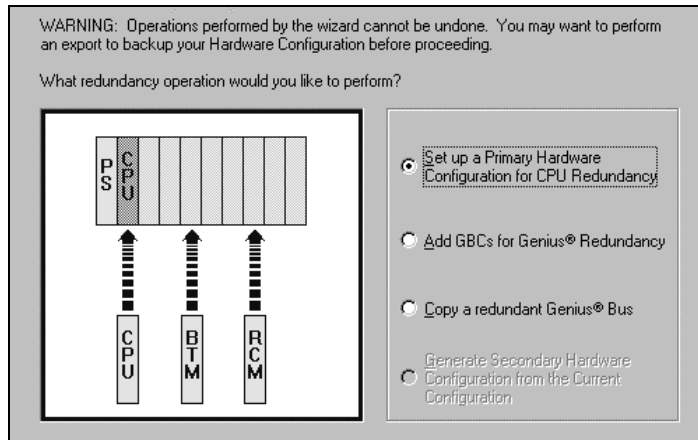 WARNING: Operations performed by the wizard cannot be undone. You may want to perform
an export to backup your Hardware Configuration before proceeding.
What redundancy operation would you like to perform?
PS
CPU
CPU
BTM
RCM
Set up a Primary Hardware
Configuration for CPU Redundancy
Add GBCs for Genius® Redundancy
Copy a redundant Genius® Bus
Generate Secondary Hardware
Configuration from the Current
Configuration